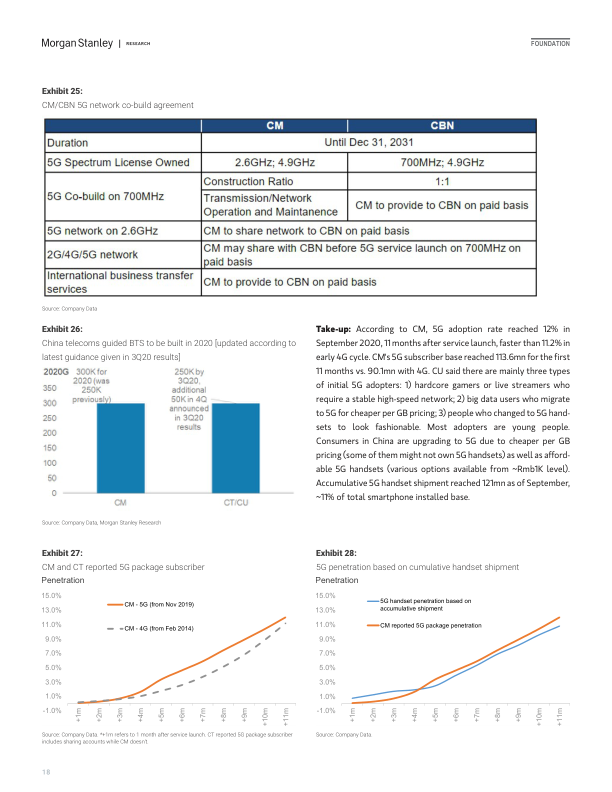 Morgan Stanley | RESEARCH
FOUNDATION
Exhibit 25:
CM/CBN 5G network co-build agreement
CM CBN
Duration Until Dec 31, 2031
5G Spectrum License Owned 2.6GHz; 4.9GHz 700MHz; 4.9GHz
5G Co-build on 700MHz
Construction Ratio 1:1
Transmission/Network
Operation and Maintanence
CM to provide to CBN on paid basis
5G network on 2.6GHz CM to share network to CBN on paid basis
2G/4G/5G network
CM may share with CBN before 5G service launch on 700MHz on
paid basis
International business transfer
services
CM to provide to CBN on paid basis
Source: Company Data
Exhibit 26:
China telecoms guided BTS to be built in 2020 [updated according to
latest guidance given in 3Q20 results]
2020G
300K for
2020 (was
250K
previously)
250K by
3Q20,
additional
50K in 4Q
announced
in 3Q20
results
350
300
250
200
150
100
50
0
CM CT/CU
Source: Company Data, Morgan Stanley Research
Take-up: According to CM, 5G adoption rate reached 12% in
September 2020, 11 months after service launch, faster than 11.2% in
early 4G cycle. CM's 5G subscriber base reached 113.6mn for the first
11 months vs. 90.1mn with 4G. CU said there are mainly three types
of initial 5G adopters: 1) hardcore gamers or live streamers who
require a stable high-speed network; 2) big data users who migrate
to 5G for cheaper per GB pricing; 3) people who changed to 5G hand-
sets to look fashionable. Most adopters are young people.
Consumers in China are upgrading to 5G due to cheaper per GB
pricing (some of them might not own 5G handsets) as well as afford-
able 5G handsets (various options available from ~Rmb1K level).
Accumulative 5G handset shipment reached 121mn as of September,
~11% of total smartphone installed base.
Exhibit 27:
CM and CT reported 5G package subscriber
Penetration
15.0%
13.0%
11.0%
9.0%
7.0%
5.0%
3.0%
1.0%
-1.0%
CM - 5G (from Nov 2019)
CM - 4G (from Feb 2014)
+1m +2m +3m +4m +5m +6m +7m +8m +9m +10m +11m
Source: Company Data; *+1m refers to 1 month after service launch. CT reported 5G package subscriber
includes sharing accounts while CM doesn't.
Exhibit 28:
5G penetration based on cumulative handset shipment
Penetration
15.0%
13.0%
11.0%
9.0%
7.0%
5.0%
3.0%
1.0%
-1.0%
5G handset penetration based on
accumulative shipment
CM reported 5G package penetration
+1m +2m +3m +4m +5m +6m +7m +8m +9m +10m +11m
Source: Company Data
18